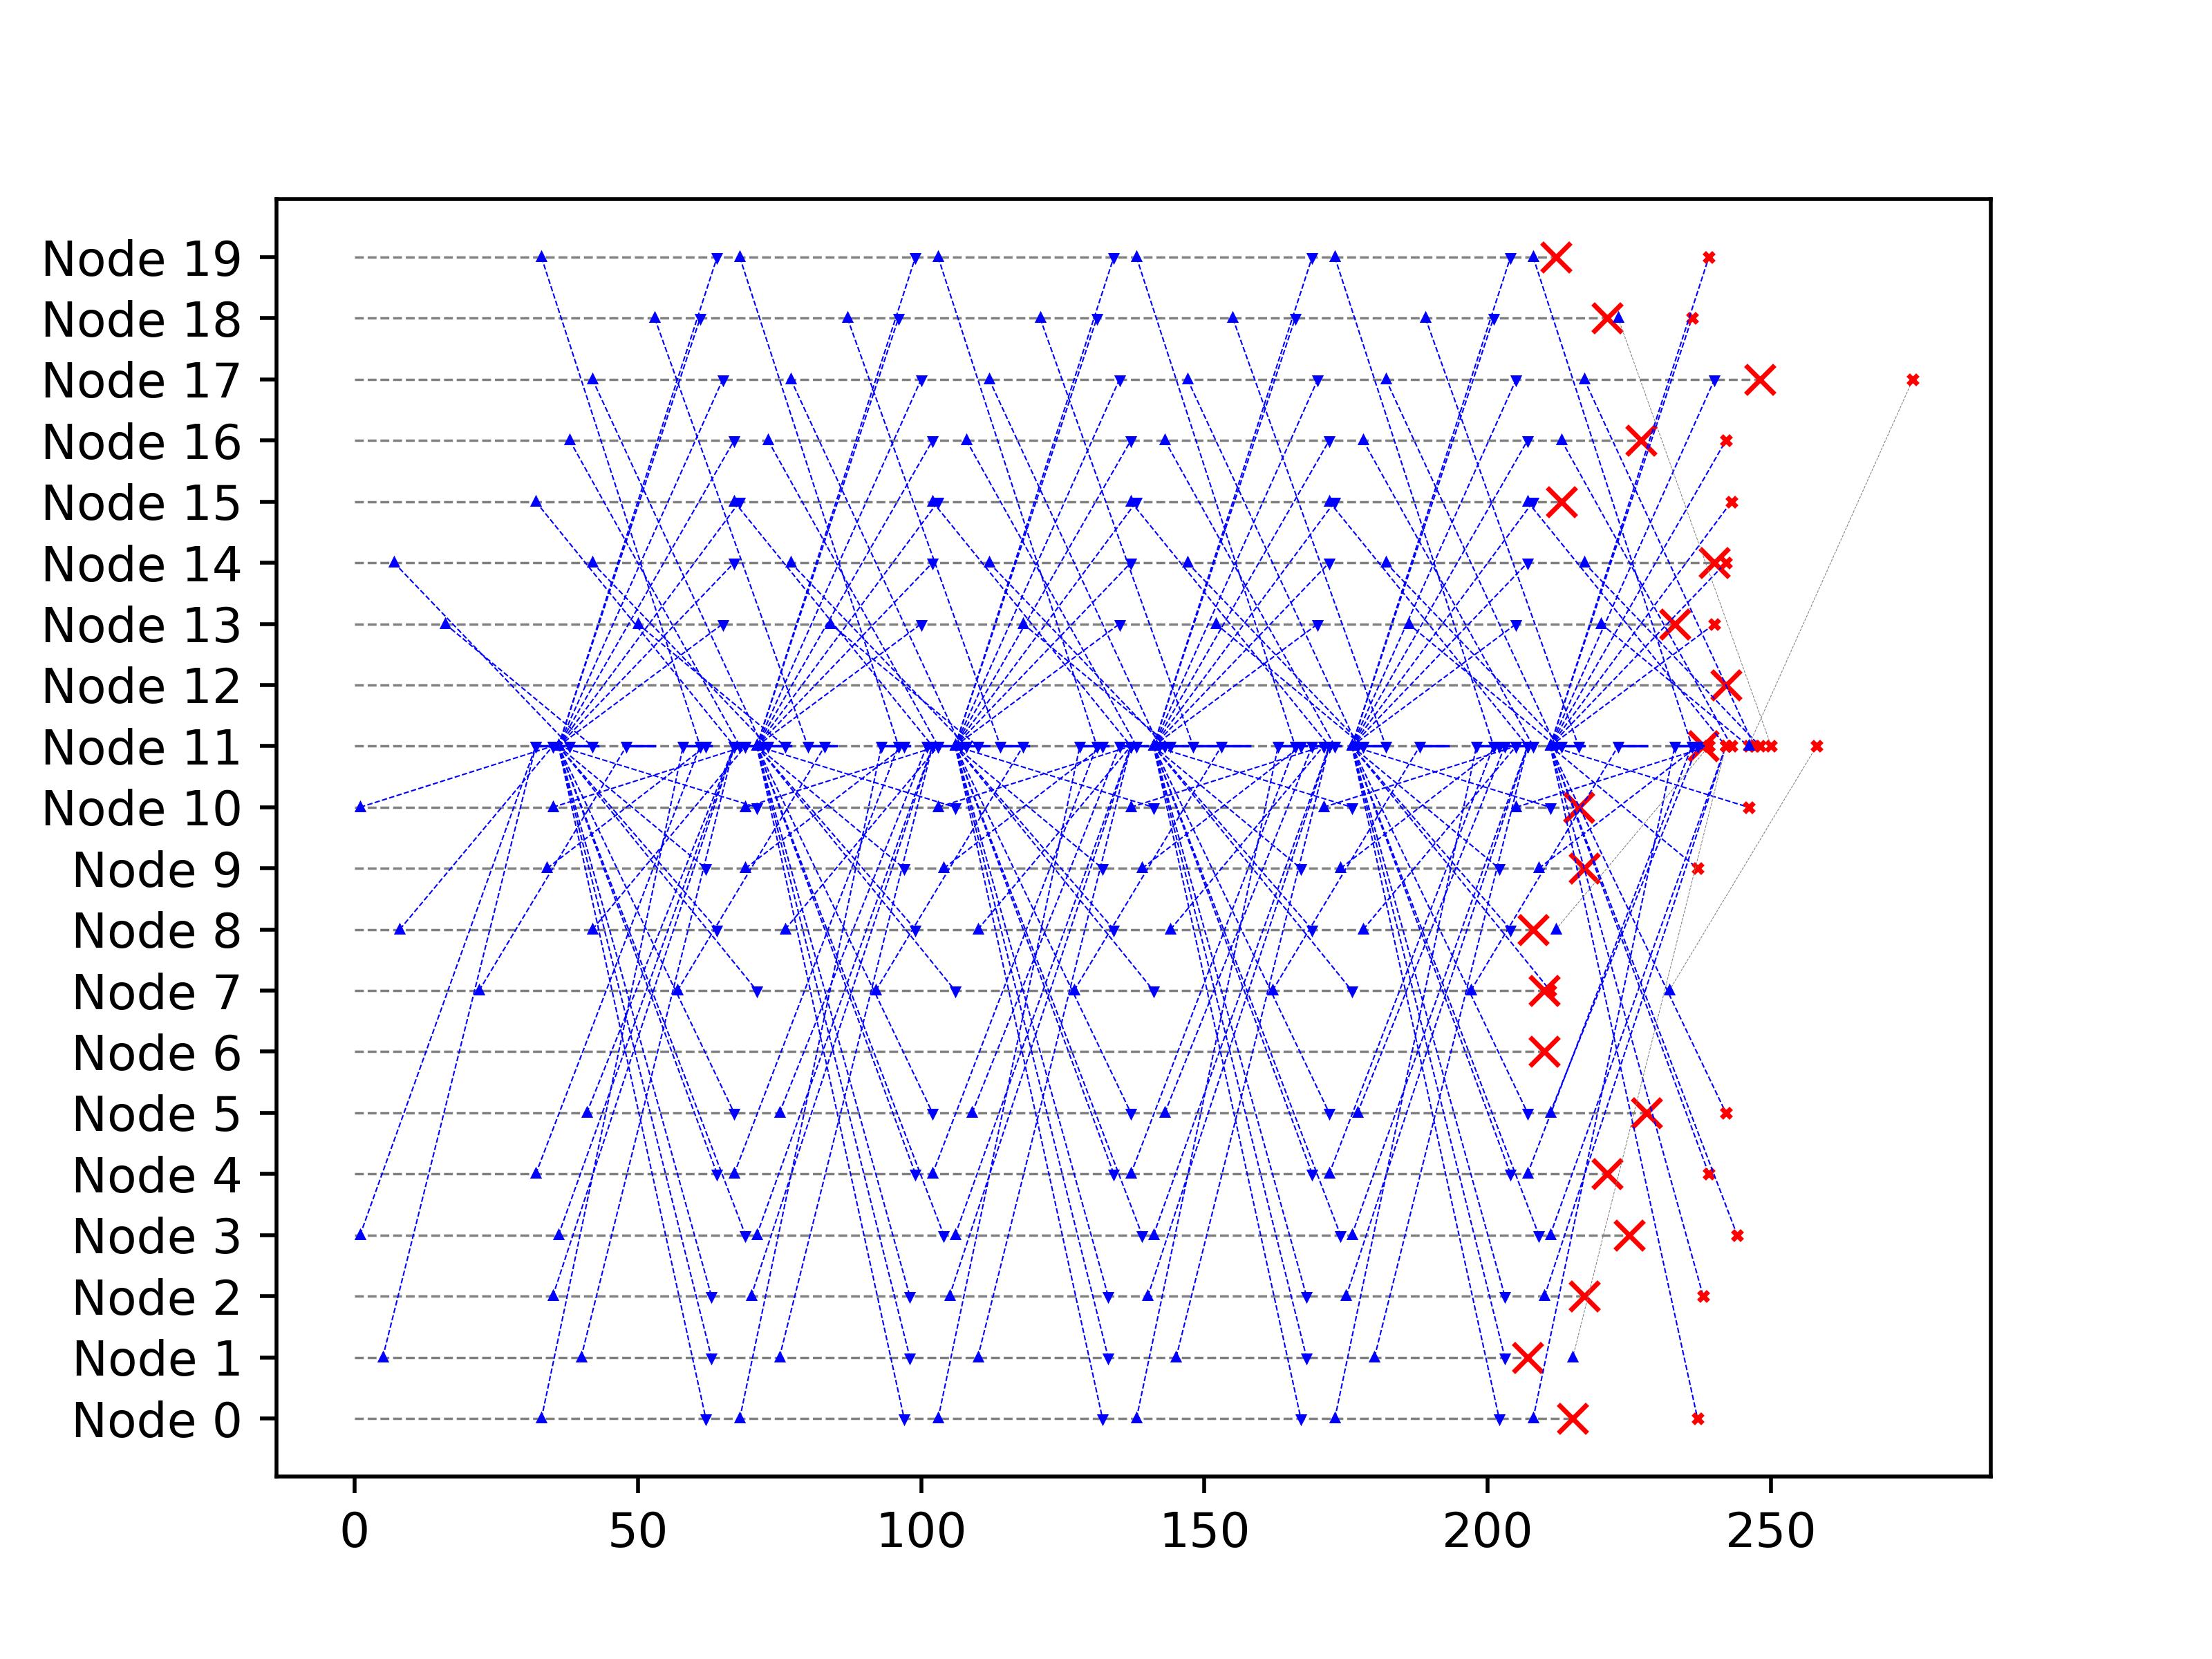 Node 19
Node 18
Node 17
Node 16
Node 15
Node 14
Node 13
Node 12
Node 11
Node 10
Node 9
Node 8
Node 7
Node 6
Node 5
Node 4
Node 3
Node 2
Node 1
Node 0
0 50 100 150 200 250